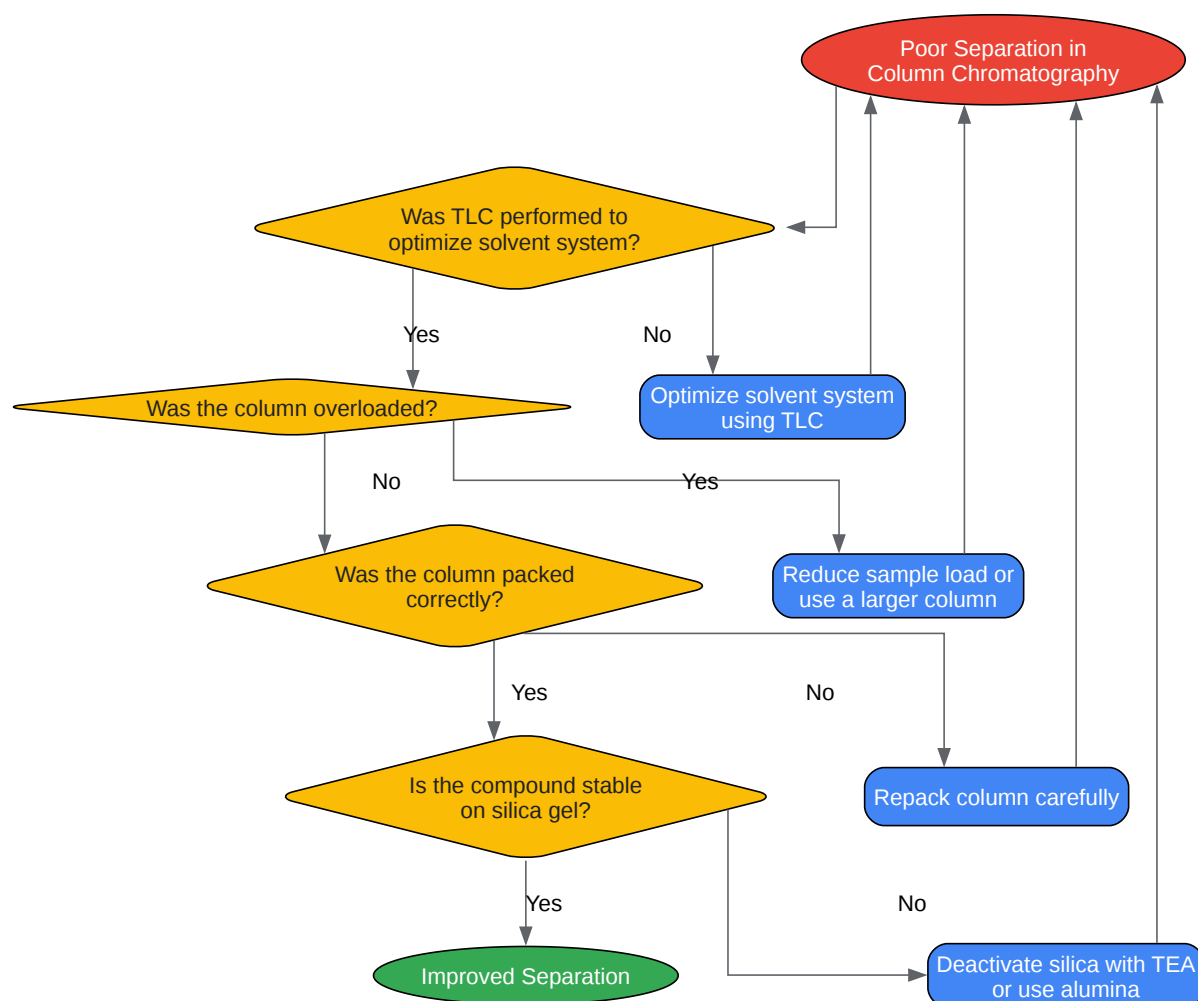 Poor Separation in
Column Chromatography
Was TLC performed to
optimize solvent system?
Yes
No
Optimize solvent system
using TLC
Was the column overloaded?
No
Yes
Was the column packed
correctly?
Reduce sample load or
use a larger column
Yes
No
Is the compound stable
on silica gel?
Repack column carefully
Yes
No
Improved Separation
Deactivate silica with TEA
or use alumina